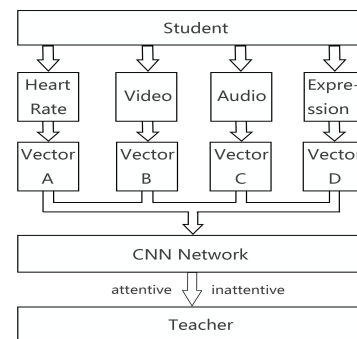 Student
Heart Rate
Video
Audio
Expre-
ssion
Vector A
Vector B
Vector C
Vector D
CNN Network
attentive inattentive
Teacher